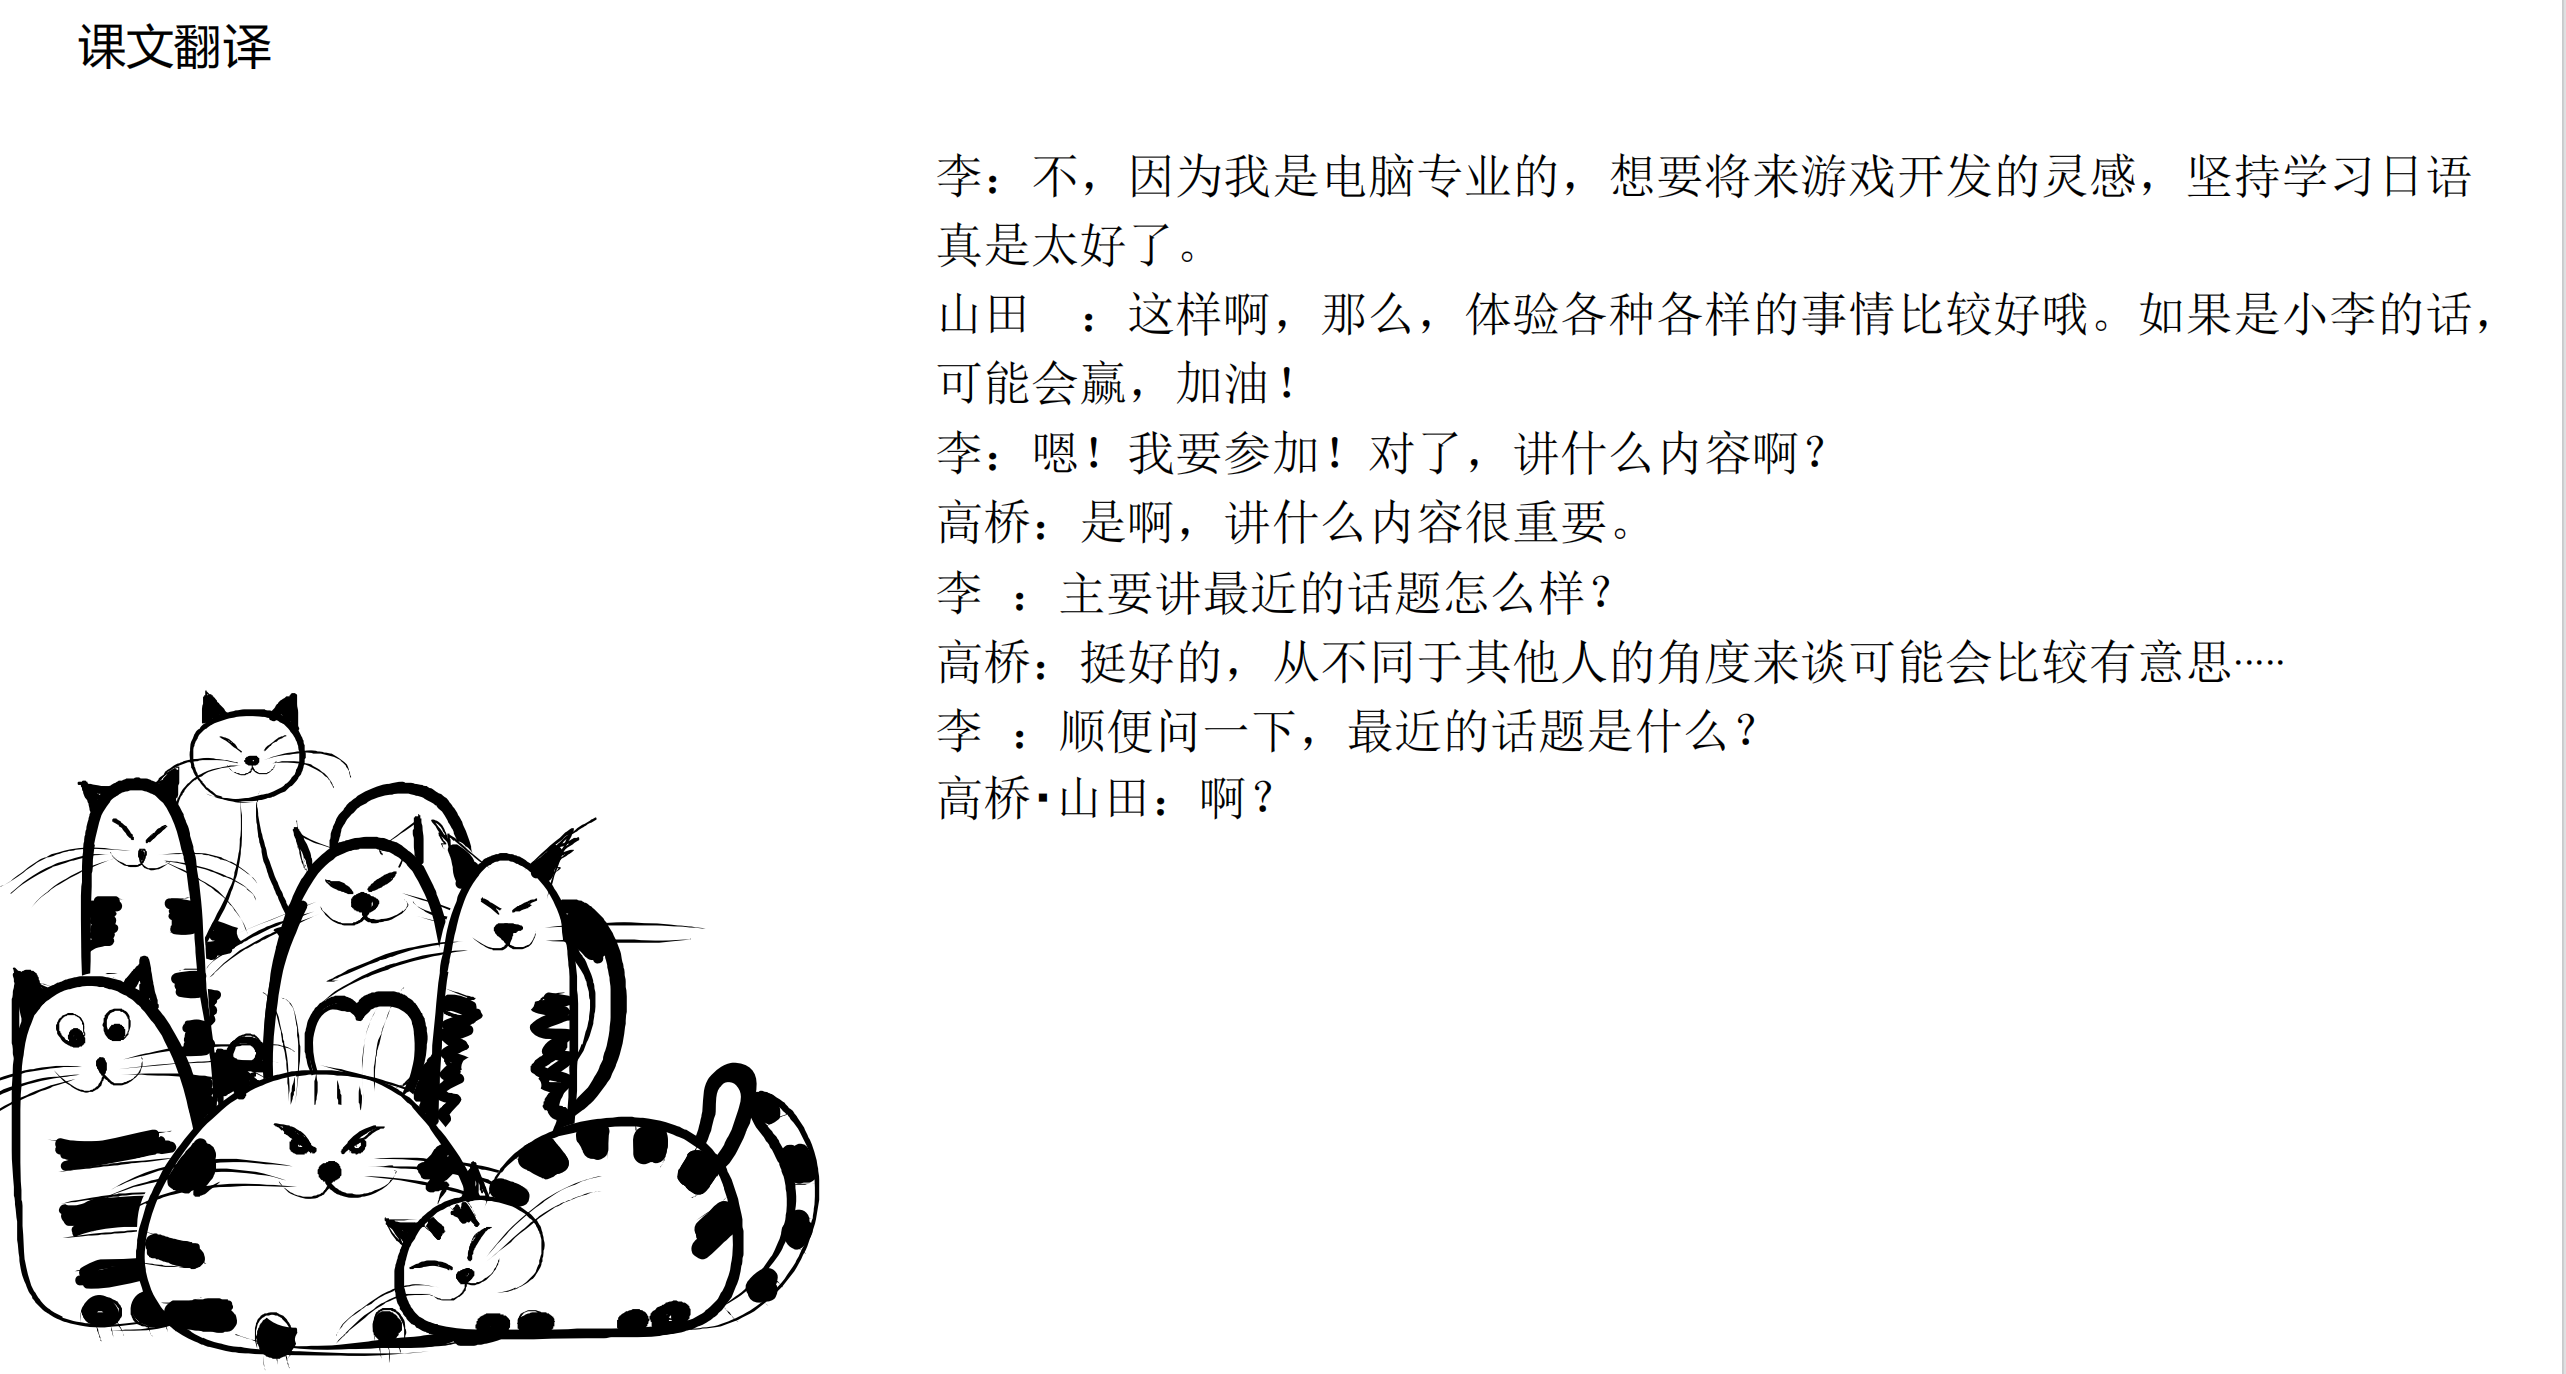 课文翻译
李：不，因为我是电脑专业的，想要将来游戏开发的灵感，坚持学习日语
真是太好了。
山田　：这样啊，那么，体验各种各样的事情比较好哦。如果是小李的话，
可能会赢，加油！
李：嗯！我要参加！对了，讲什么内容啊？
高桥：是啊，讲什么内容很重要。
李 ：主要讲最近的话题怎么样？
高桥：挺好的，从不同于其他人的角度来谈可能会比较有意思·····
李 ：顺便问一下，最近的话题是什么？
高桥·山田：啊？